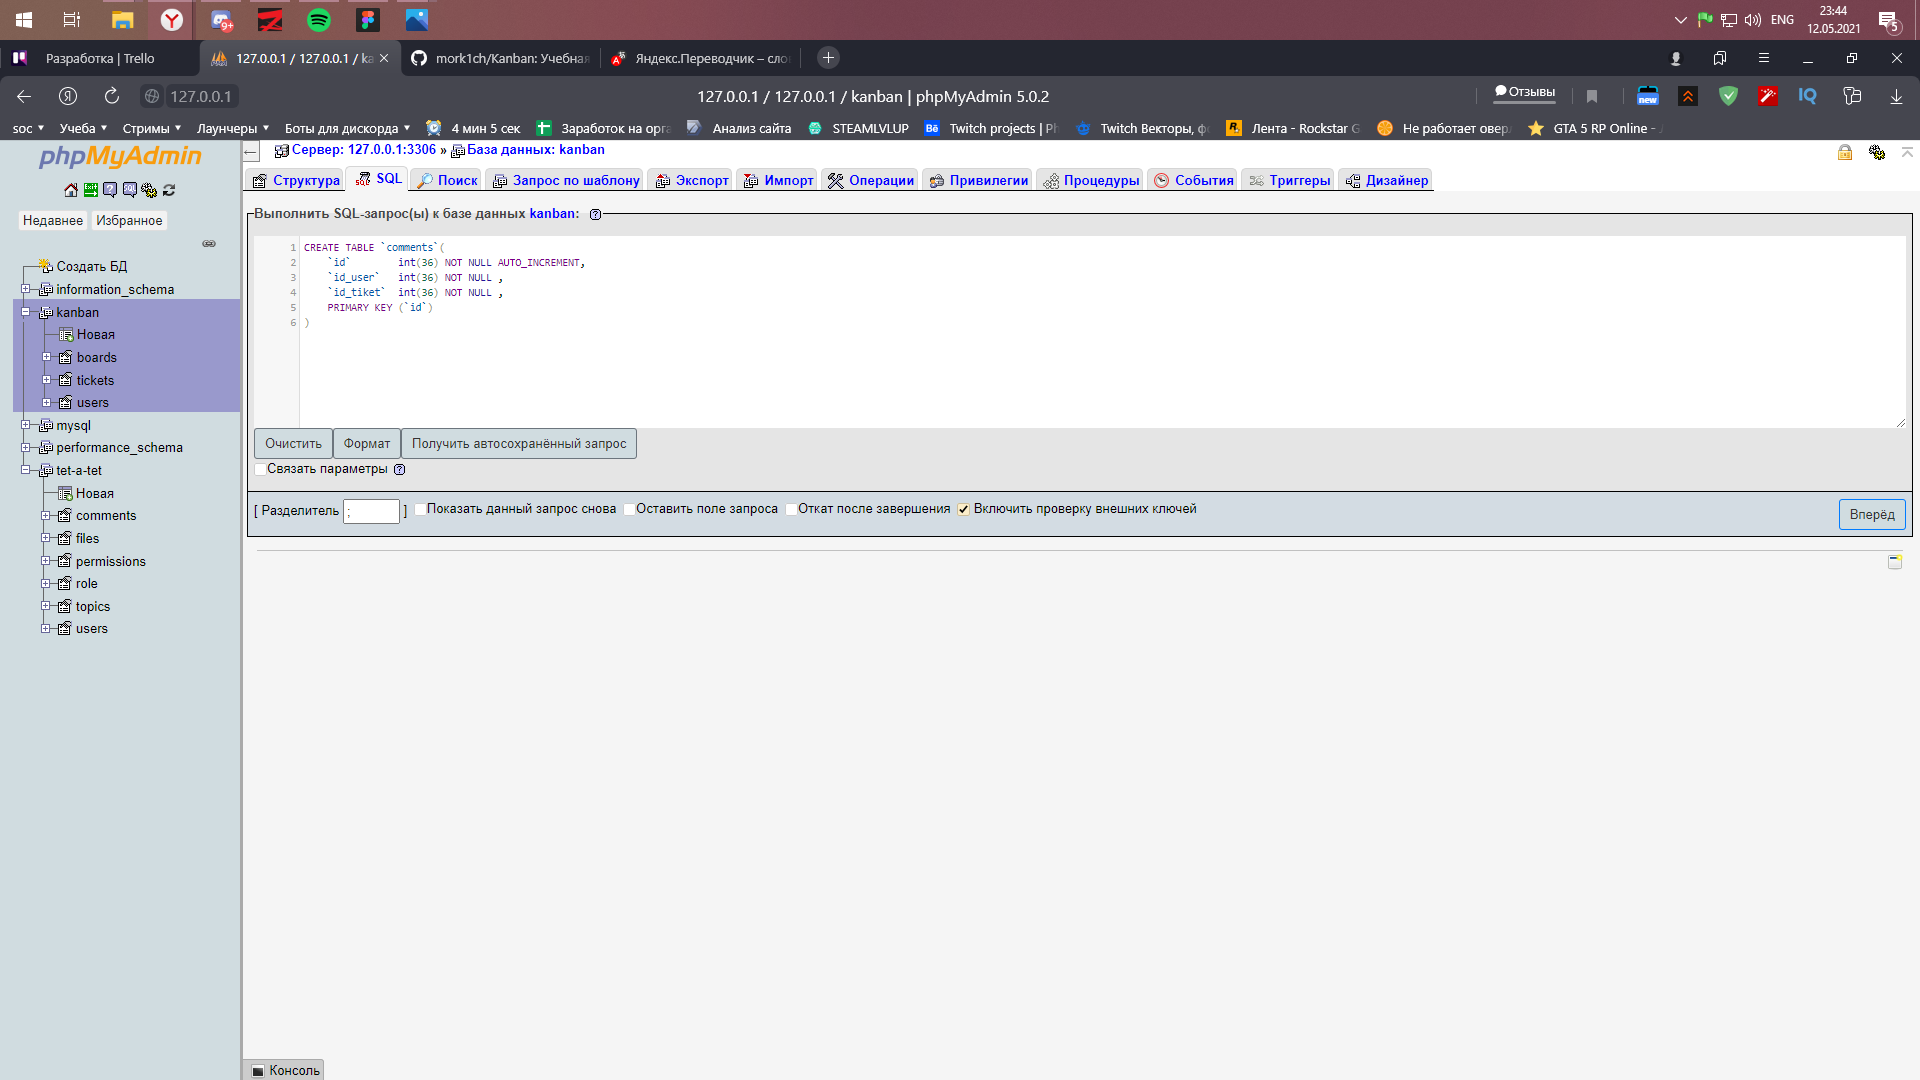 ENG
23:44
12.05.2021
5
9+
Разработка | Trello
127.0.0.1 / 127.0.0.1 / ka
mork1ch/Kanban: Учебная
Яндекс.Переводчик – сло
127.0.0.1
127.0.0.1 / 127.0.0.1 / kanban | phpMyAdmin 5.0.2
Отзывы
new
IQ
soc
Учеба
Стримы
Лаунчеры
Боты для дискорда
4 мин 5 сек
Заработок на орга
Анализ сайта
STEAMLVLUP
Twitch projects | Ph
Twitch Векторы, фо
Лента - Rockstar G
Не работает овер
GTA 5 RP Online -
phpMyAdmin
Недавнее
Избранное
Создать БД
information_schema
kanban
Новая
boards
tickets
users
mysql
performance_schema
tet-a-tet
Новая
comments
files
permissions
role
topics
users
Сервер: 127.0.0.1:3306 » База данных: kanban
Структура
SQL
Поиск
Запрос по шаблону
Экспорт
Импорт
Операции
Привилегии
Процедуры
События
Триггеры
Дизайнер
Выполнить SQL-запрос(ы) к базе данных kanban:
1 CREATE TABLE `comments`(
2 `id` int(36) NOT NULL AUTO_INCREMENT,
3 `id_user` int(36) NOT NULL ,
4 `id_tiket` int(36) NOT NULL ,
5 PRIMARY KEY (`id`)
6 )
Очистить
Формат
Получить автосохранённый запрос
Связать параметры
[ Разделитель ; ] Показать данный запрос снова Оставить поле запроса Откат после завершения Включить проверку внешних ключей
Вперёд
Консоль